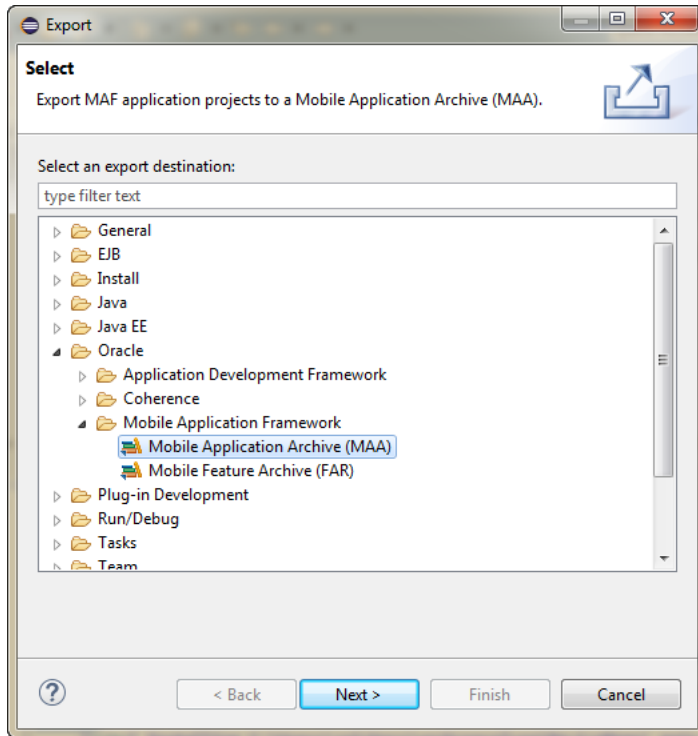 Export
Select
Export MAF application projects to a Mobile Application Archive (MAA).
Select an export destination:
type filter text
General
EJB
Install
Java
Java EE
Oracle
Application Development Framework
Coherence
Mobile Application Framework
Mobile Application Archive (MAA)
Mobile Feature Archive (FAR)
Plug-in Development
Run/Debug
Tasks
Team
< Back Next > Finish Cancel